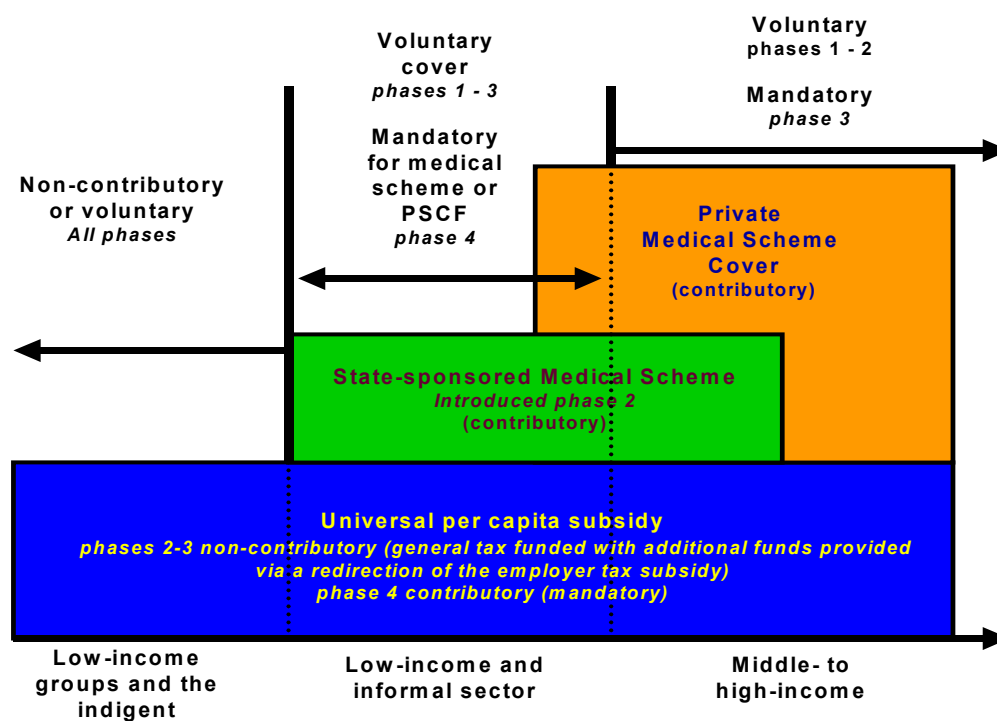 Voluntary
phases 1 - 2
Mandatory
phase 3
Voluntary
cover
phases 1 - 3
Mandatory
for medical
scheme or
PSCF
phase 4
Non-contributory
or voluntary
All phases
Private
Medical Scheme
Cover
(contributory)
State-sponsored Medical Scheme
Introduced phase 2
(contributory)
Universal per capita subsidy
phases 2-3 non-contributory (general tax funded with additional funds provided
via a redirection of the employer tax subsidy)
phase 4 contributory (mandatory)
Low-income
groups and the
indigent
Low-income and
informal sector
Middle- to
high-income